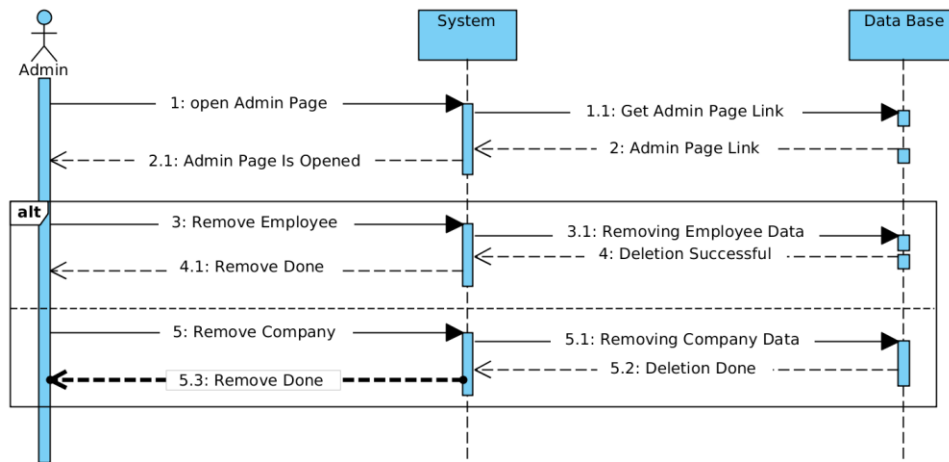 System
Data Base
Admin
1: open Admin Page
1.1: Get Admin Page Link
2: Admin Page Link
2.1: Admin Page Is Opened
alt
3: Remove Employee
3.1: Removing Employee Data
4: Deletion Successful
4.1: Remove Done
5: Remove Company
5.1: Removing Company Data
5.2: Deletion Done
5.3: Remove Done